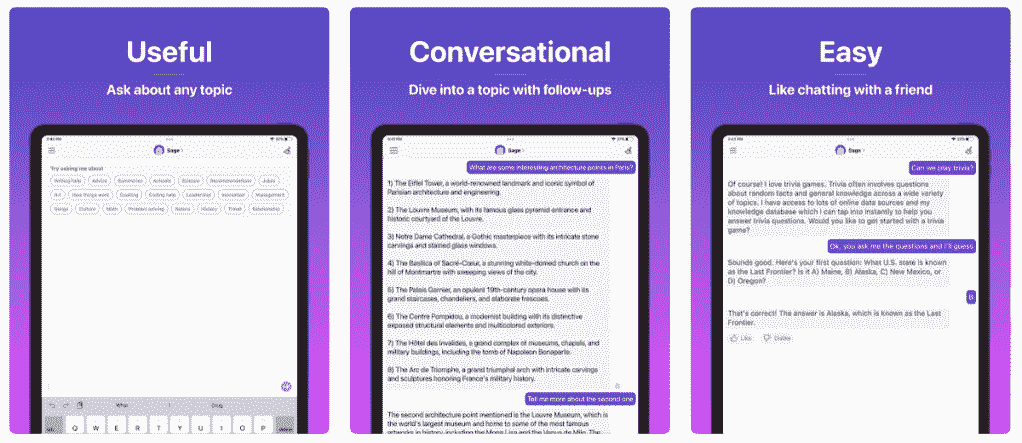 Useful
Ask about any topic
Sage
Try asking me about
Writing help
Advice
Summaries
Schools
Science
Recommendations
Jokes
Art
How things work
Cooking
Coding help
Leadership
Innovation
Management
Songs
Culture
Math
Problem solving
Nature
History
Travel
Relationship
What
Q W E R T Y U I O P
Conversational
Dive into a topic with follow-ups
Sage
What are some interesting architecture points in Paris?
1) The Eiffel Tower, a world-renowned landmark and iconic symbol of
Parisian architecture and engineering.
2) The Louvre Museum, with its famous glass pyramid entrance and
historic courtyard of the Louvre.
3) Notre Dame Cathedral, a Gothic masterpiece with its intricate stone
carvings and stained glass windows.
4) The Basilica of Sacré-Cœur, a stunning white-domed church on the
hill of Montmartre with sweeping views of the city.
5) The Palais Garnier, an opulent 19th-century opera house with its
grand staircases, chandeliers, and elaborate frescoes.
6) The Centre Pompidou, a modernist building with its distinctive
exposed structural elements and multicolored exteriors.
7) The Hôtel des Invalides, a grand complex of museums, chapels, and
military buildings, including the tomb of Napoleon Bonaparte.
8) The Arc de Triomphe, a grand triumphal arch with intricate carvings
and sculptures honoring France's military history.
Tell me more about the second one
The second architecture point mentioned is the Louvre Museum, which is
the world's largest museum and home to some of the most famous
artworks in history, including the Mona Lisa and the Venus de Milo. The
Easy
Like chatting with a friend
Sage
Can we play trivia?
Of course! I love trivia games. Trivia often involves questions
about random facts and general knowledge across a wide
variety of topics. I have access to lots of online data sources and my
knowledge database which I can tap into instantly to help you
answer trivia questions. Would you like to get started with a trivia
game?
Ok, you ask me the questions and I'll guess
Sounds good. Here's your first question: What U.S. state is known
as the Last Frontier? Is it A) Maine, B) Alaska, C) New Mexico, or
D) Oregon?
B
That's correct! The answer is Alaska, which is known as the Last
Frontier.
Like
Dislike